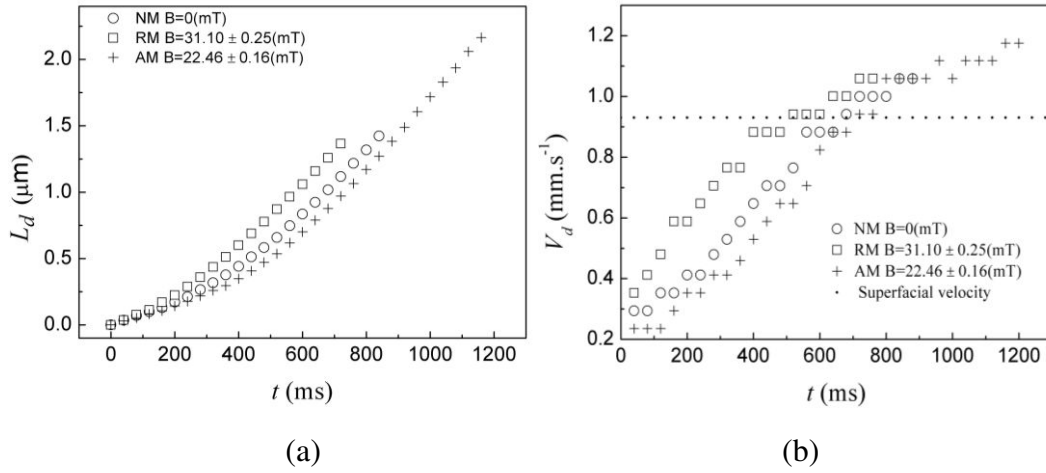 (a)
NM B=0(mT)
RM B=31.10 ± 0.25(mT)
AM B=22.46 ± 0.16(mT)
2.0
1.5
1.0
0.5
0.0
L_d (μm)
0 200 400 600 800 1000 1200
t (ms)
(a)
(b)
1.2
1.0
0.8
0.6
0.4
0.2
V_d (mm.s⁻¹)
NM B=0(mT)
RM B=31.10 ± 0.25(mT)
AM B=22.46 ± 0.16(mT)
Superfacial velocity
0 200 400 600 800 1000 1200
t (ms)
(b)